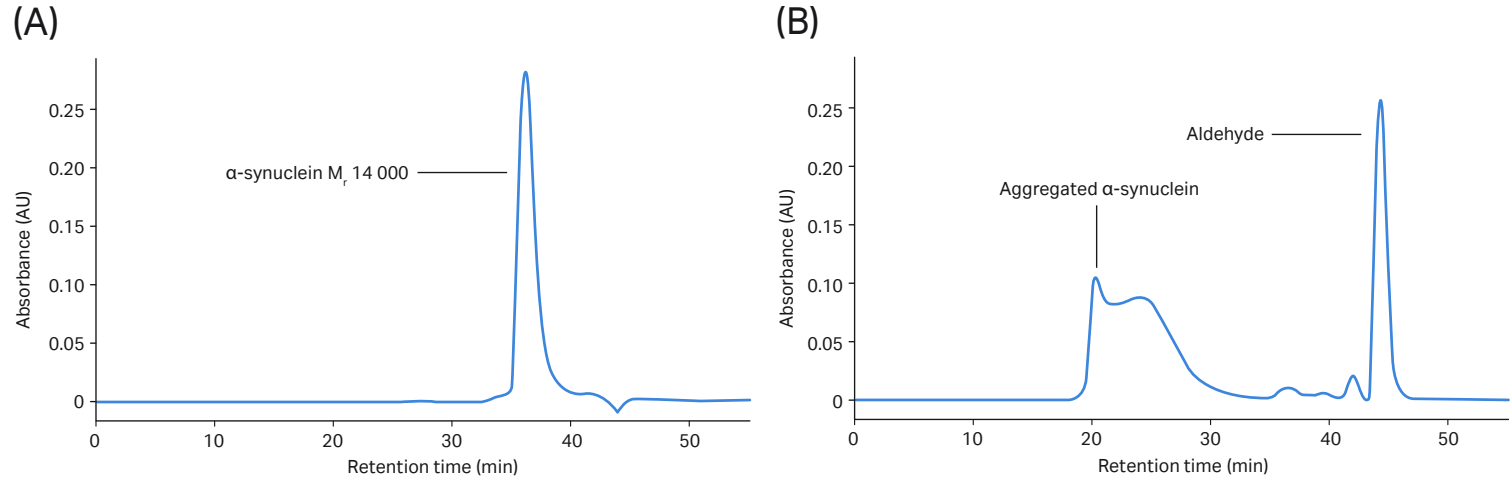 (A)
0.25
0.20
0.15
0.10
0.05
0
Absorbance (AU)
α-synuclein Mr 14 000
0 10 20 30 40 50
Retention time (min)
(B)
0.25
0.20
0.15
0.10
0.05
0
Absorbance (AU)
Aldehyde
Aggregated α-synuclein
0 10 20 30 40 50
Retention time (min)